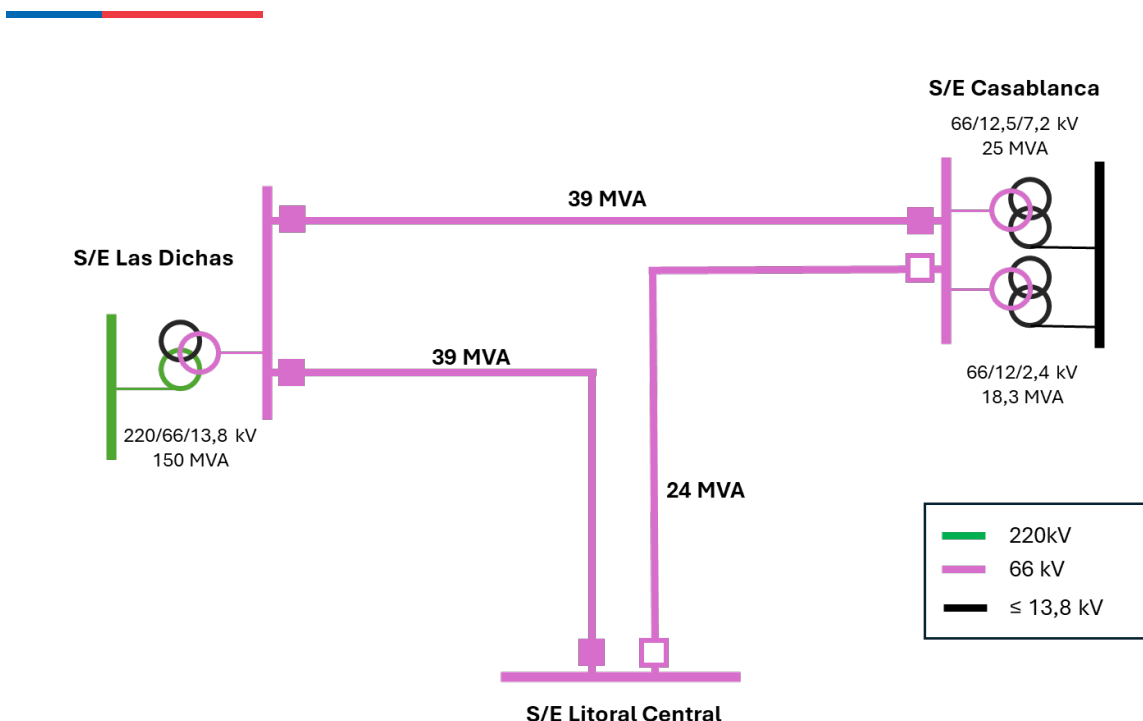 S/E Casablanca
66/12,5/7,2 kV
25 MVA
39 MVA
S/E Las Dichas
39 MVA
220/66/13,8 kV
150 MVA
66/12/2,4 kV
18,3 MVA
24 MVA
220kV
66 kV
≤ 13,8 kV
S/E Litoral Central